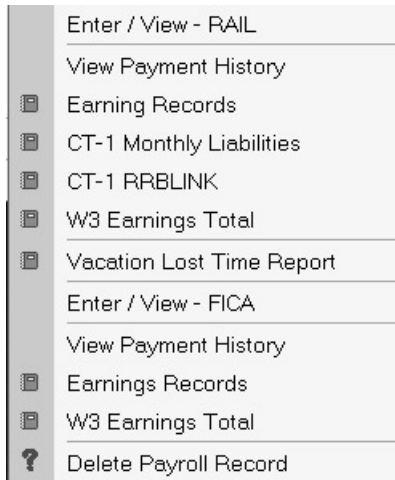 Enter / View - RAIL
View Payment History
Earning Records
CT-1 Monthly Liabilities
CT-1 RRBLINK
W3 Earnings Total
Vacation Lost Time Report
Enter / View - FICA
View Payment History
Earnings Records
W3 Earnings Total
? Delete Payroll Record